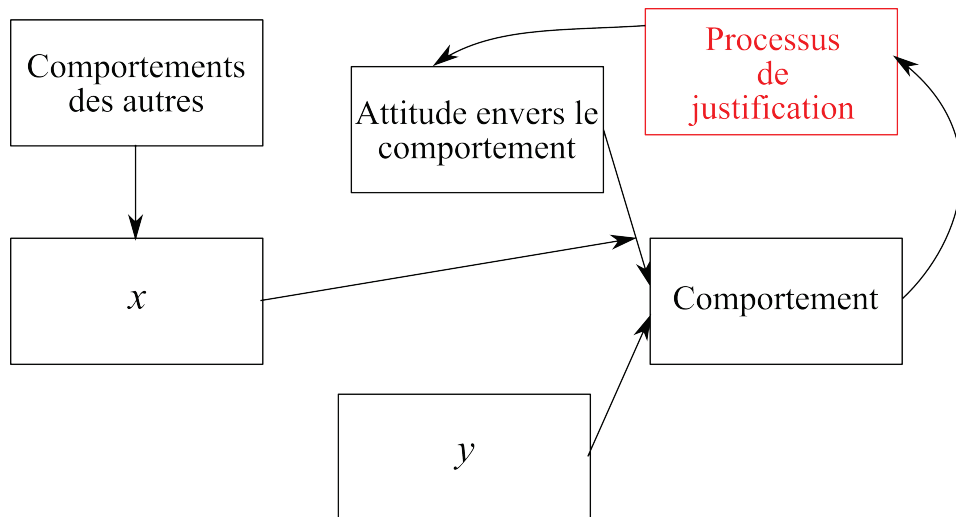 Comportements
des autres
Attitude envers le
comportement
Processus
de
justification
x
Comportement
y